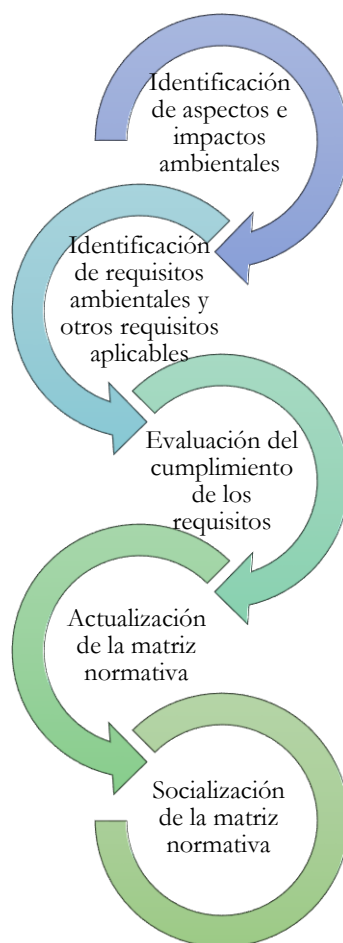 Identificación
de aspectos e
impactos
ambientales
Identificación
de requisitos
ambientales y
otros requisitos
aplicables
Evaluación del
cumplimiento
de los
requisitos
Actualización
de la matriz
normativa
Socialización
de la matriz
normativa